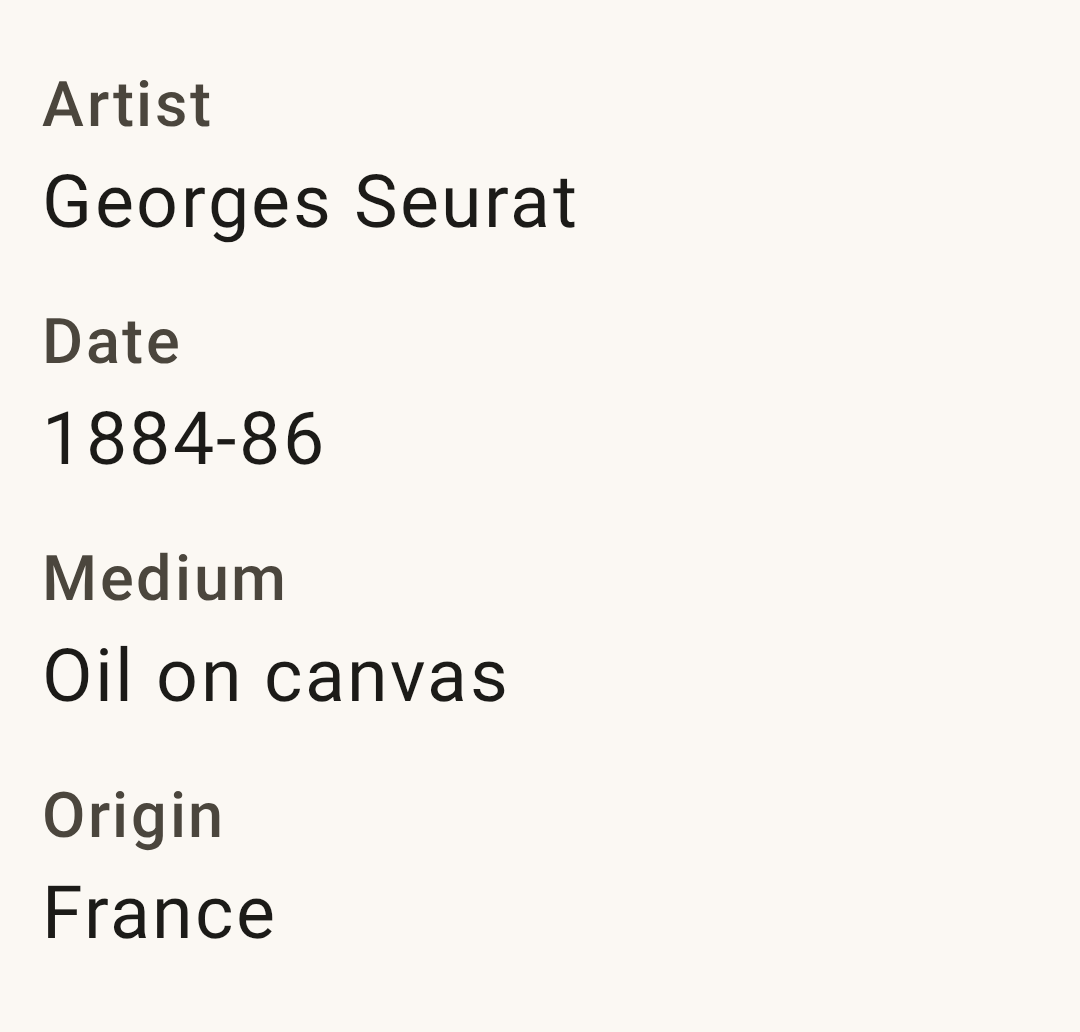 Artist
Georges Seurat
Date
1884-86
Medium
Oil on canvas
Origin
France